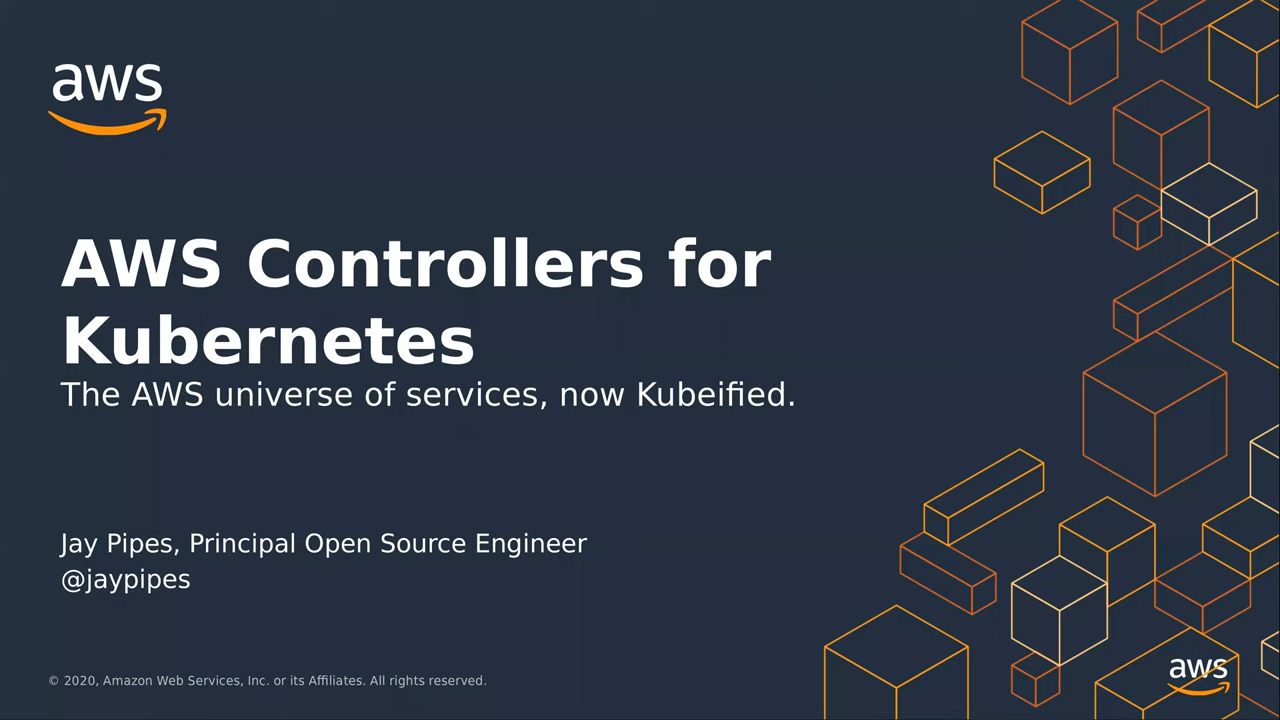 aws
AWS Controllers for
Kubernetes
The AWS universe of services, now Kubeified.
Jay Pipes, Principal Open Source Engineer
@jaypipes
© 2020, Amazon Web Services, Inc. or its Affiliates. All rights reserved.
aws